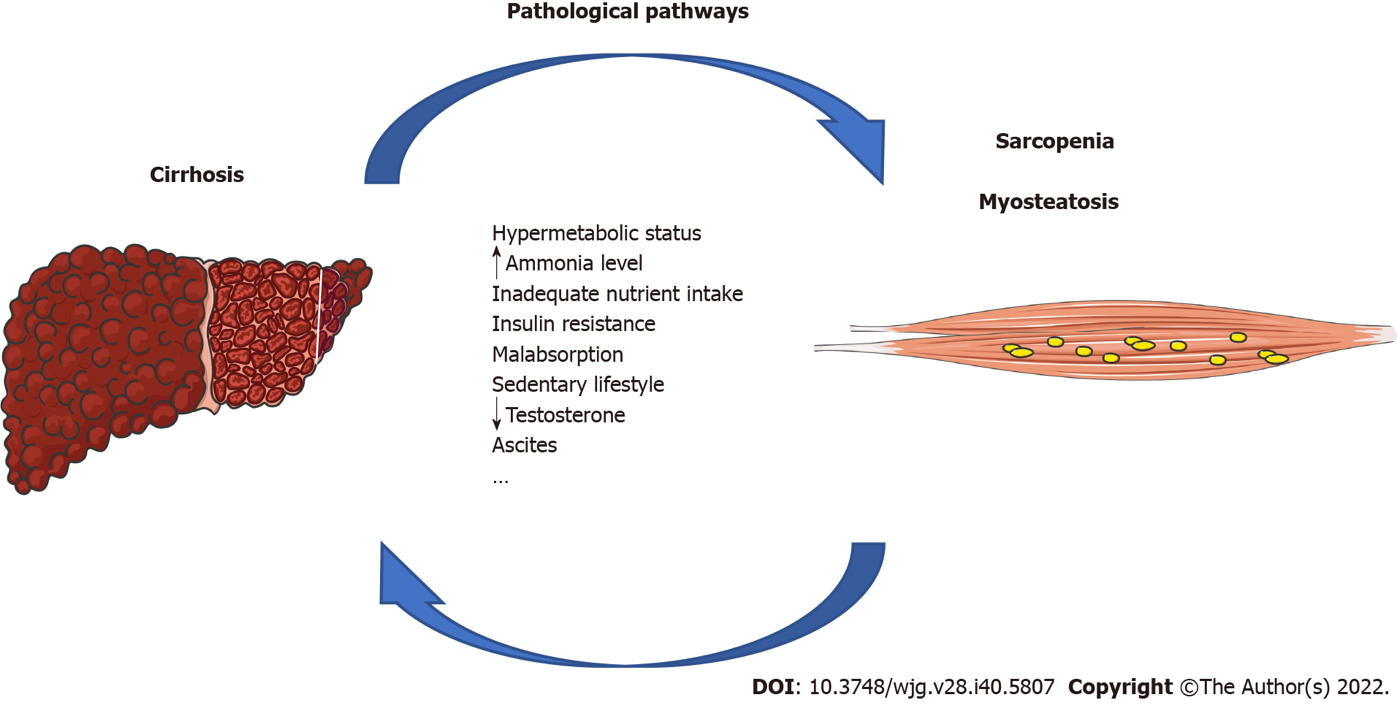 Pathological pathways
Cirrhosis
Sarcopenia
Myosteatosis
Hypermetabolic status
↑ Ammonia level
Inadequate nutrient intake
Insulin resistance
Malabsorption
Sedentary lifestyle
↓ Testosterone
Ascites
...
DOI: 10.3748/wjg.v28.i40.5807 Copyright ©The Author(s) 2022.